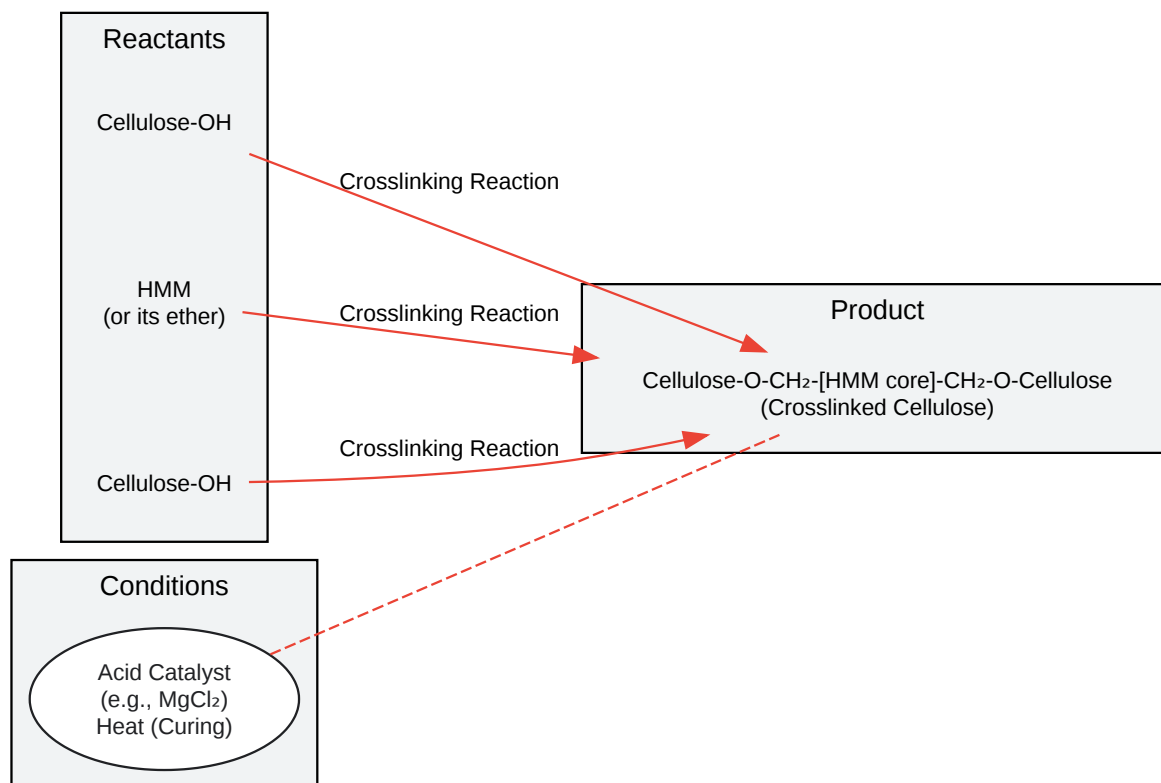 Reactants
Cellulose-OH
Crosslinking Reaction
HMM
(or its ether)
Crosslinking Reaction
Product
Cellulose-O-CH₂-[HMM core]-CH₂-O-Cellulose
(Crosslinked Cellulose)
Crosslinking Reaction
Cellulose-OH
Conditions
Acid Catalyst
(e.g., MgCl₂)
Heat (Curing)